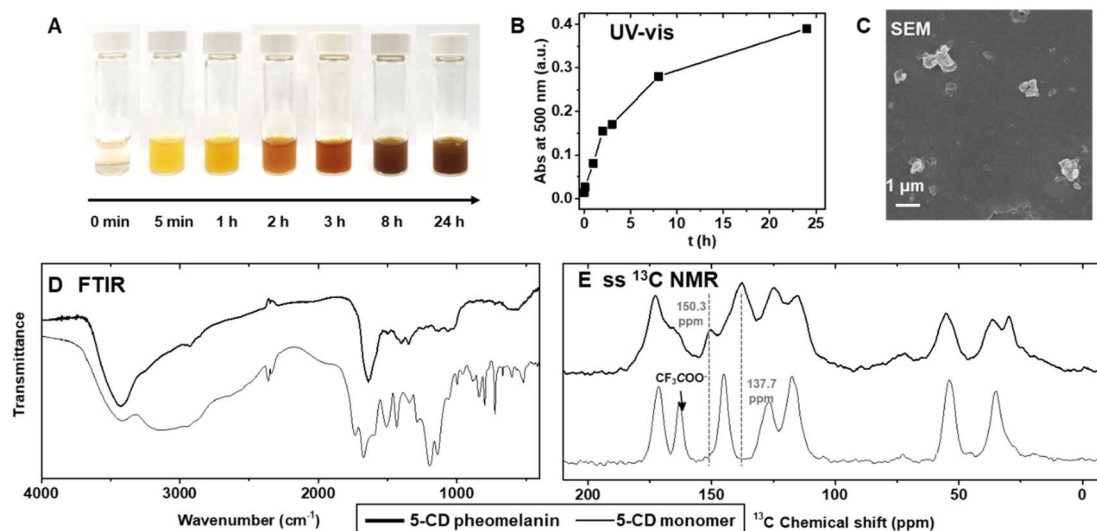 A
0 min 5 min 1 h 2 h 3 h 8 h 24 h
B UV-vis
Abs at 500 nm (a.u.)
0.4
0.3
0.2
0.1
0.0
0 5 10 15 20 25
t (h)
C
SEM
1 µm
D FTIR
Transmittance
4000 3000 2000 1000
Wavenumber (cm⁻¹)
E ss ¹³C NMR
150.3
ppm
CF₃COO⁻
137.7
ppm
200 150 100 50 0
¹³C Chemical shift (ppm)
5-CD pheomelanin 5-CD monomer